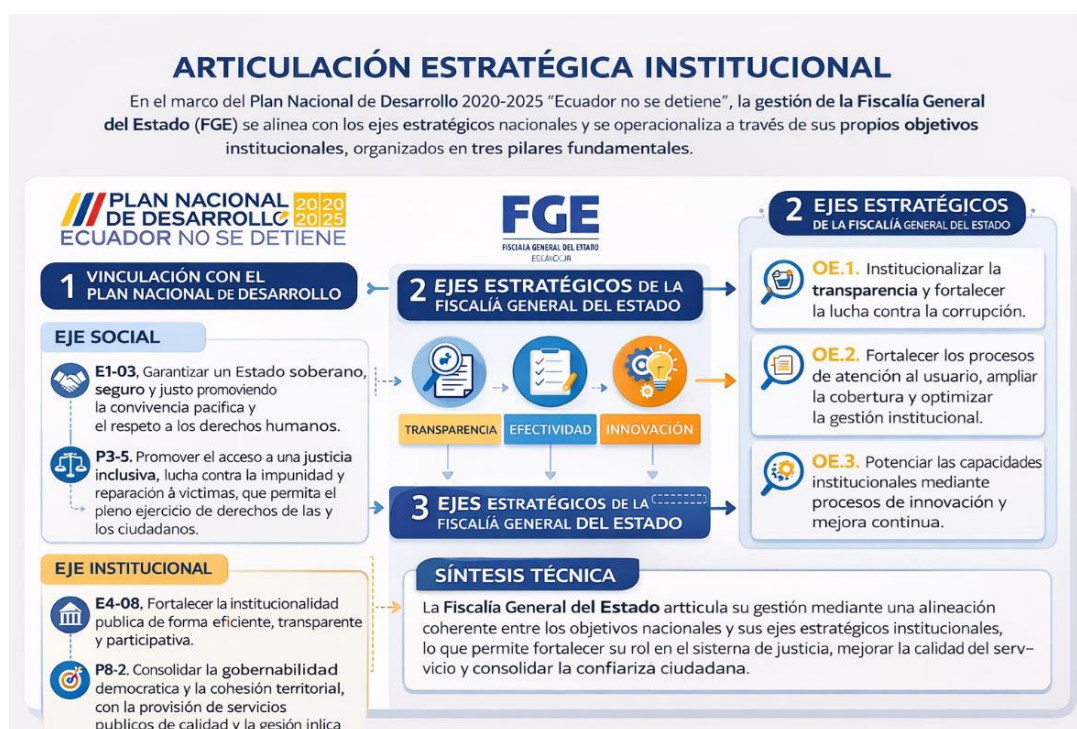 ARTICULACIÓN ESTRATÉGICA INSTITUCIONAL
En el marco del Plan Nacional de Desarrollo 2020-2025 “Ecuador no se detiene”, la gestión de la Fiscalía General
del Estado (FGE) se alinea con los ejes estratégicos nacionales y se operacionaliza a través de sus propios objetivos
institucionales, organizados en tres pilares fundamentales.
PLAN NACIONAL 2020
DE DESARROLLO 2025
ECUADOR NO SE DETIENE
1 VINCULACIÓN CON EL
PLAN NACIONAL DE DESARROLLO
EJE SOCIAL
E1-03, Garantizar un Estado soberano,
seguro y justo promoviendo
la convivencia pacifica y
el respeto a los derechos humanos.
P3-5. Promover el acceso a una justicia
inclusiva, lucha contra la impunidad y
reparación à victimas, que permita el
pleno ejercicio de derechos de las y
los ciudadanos.
EJE INSTITUCIONAL
E4-08, Fortalecer la institucionalidad
publica de forma eficiente, transparente
y participativa.
P8-2. Consolidar la gobernabilidad
democratica y la cohesión territorial,
con la provisión de servicios
publicos de calidad y la gesión inlica
FGE
FISCALIA GENERAL DEL ESTADO
2 EJES ESTRATÉGICOS DE LA
FISCALÍA GENERAL DEL ESTADO
TRANSPARENCIA
EFECTIVIDAD
INNOVACIÓN
3 EJES ESTRATÉGICOS DE LA
FISCALÍA GENERAL DEL ESTADO
2 EJES ESTRATÉGICOS
DE LA FISCALÍA GENERAL DEL ESTADO
OE.1. Institucionalizar la
transparencia y fortalecer
la lucha contra la corrupción.
OE.2. Fortalecer los procesos
de atención al usuario, ampliar
la cobertura y optimizar
la gestión institucional.
OE.3. Potenciar las capacidades
institucionales mediante
procesos de innovación y
mejora continua.
SÍNTESIS TÉCNICA
La Fiscalía General del Estado artticula su gestión mediante una alineación
coherente entre los objetivos nacionales y sus ejes estratégicos institucionales,
lo que permite fortalecer su rol en el sisterna de justicia, mejorar la calidad del serv-
vicio y consolidar la confiariza ciudadana.